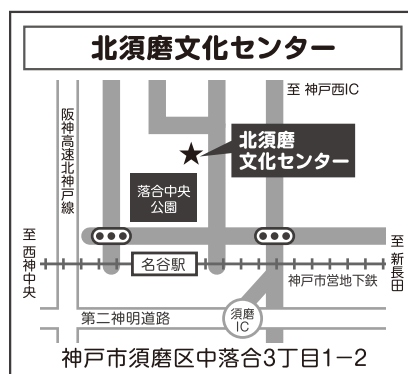 北須磨文化センター
至 神戸西IC
阪神高速北神戸線
北須磨
文化センター
落合中央
公園
至 西神中央
至 新長田
名谷駅
神戸市営地下鉄
須磨
IC
第二神明道路
神戸市須磨区中落合3丁目1−2